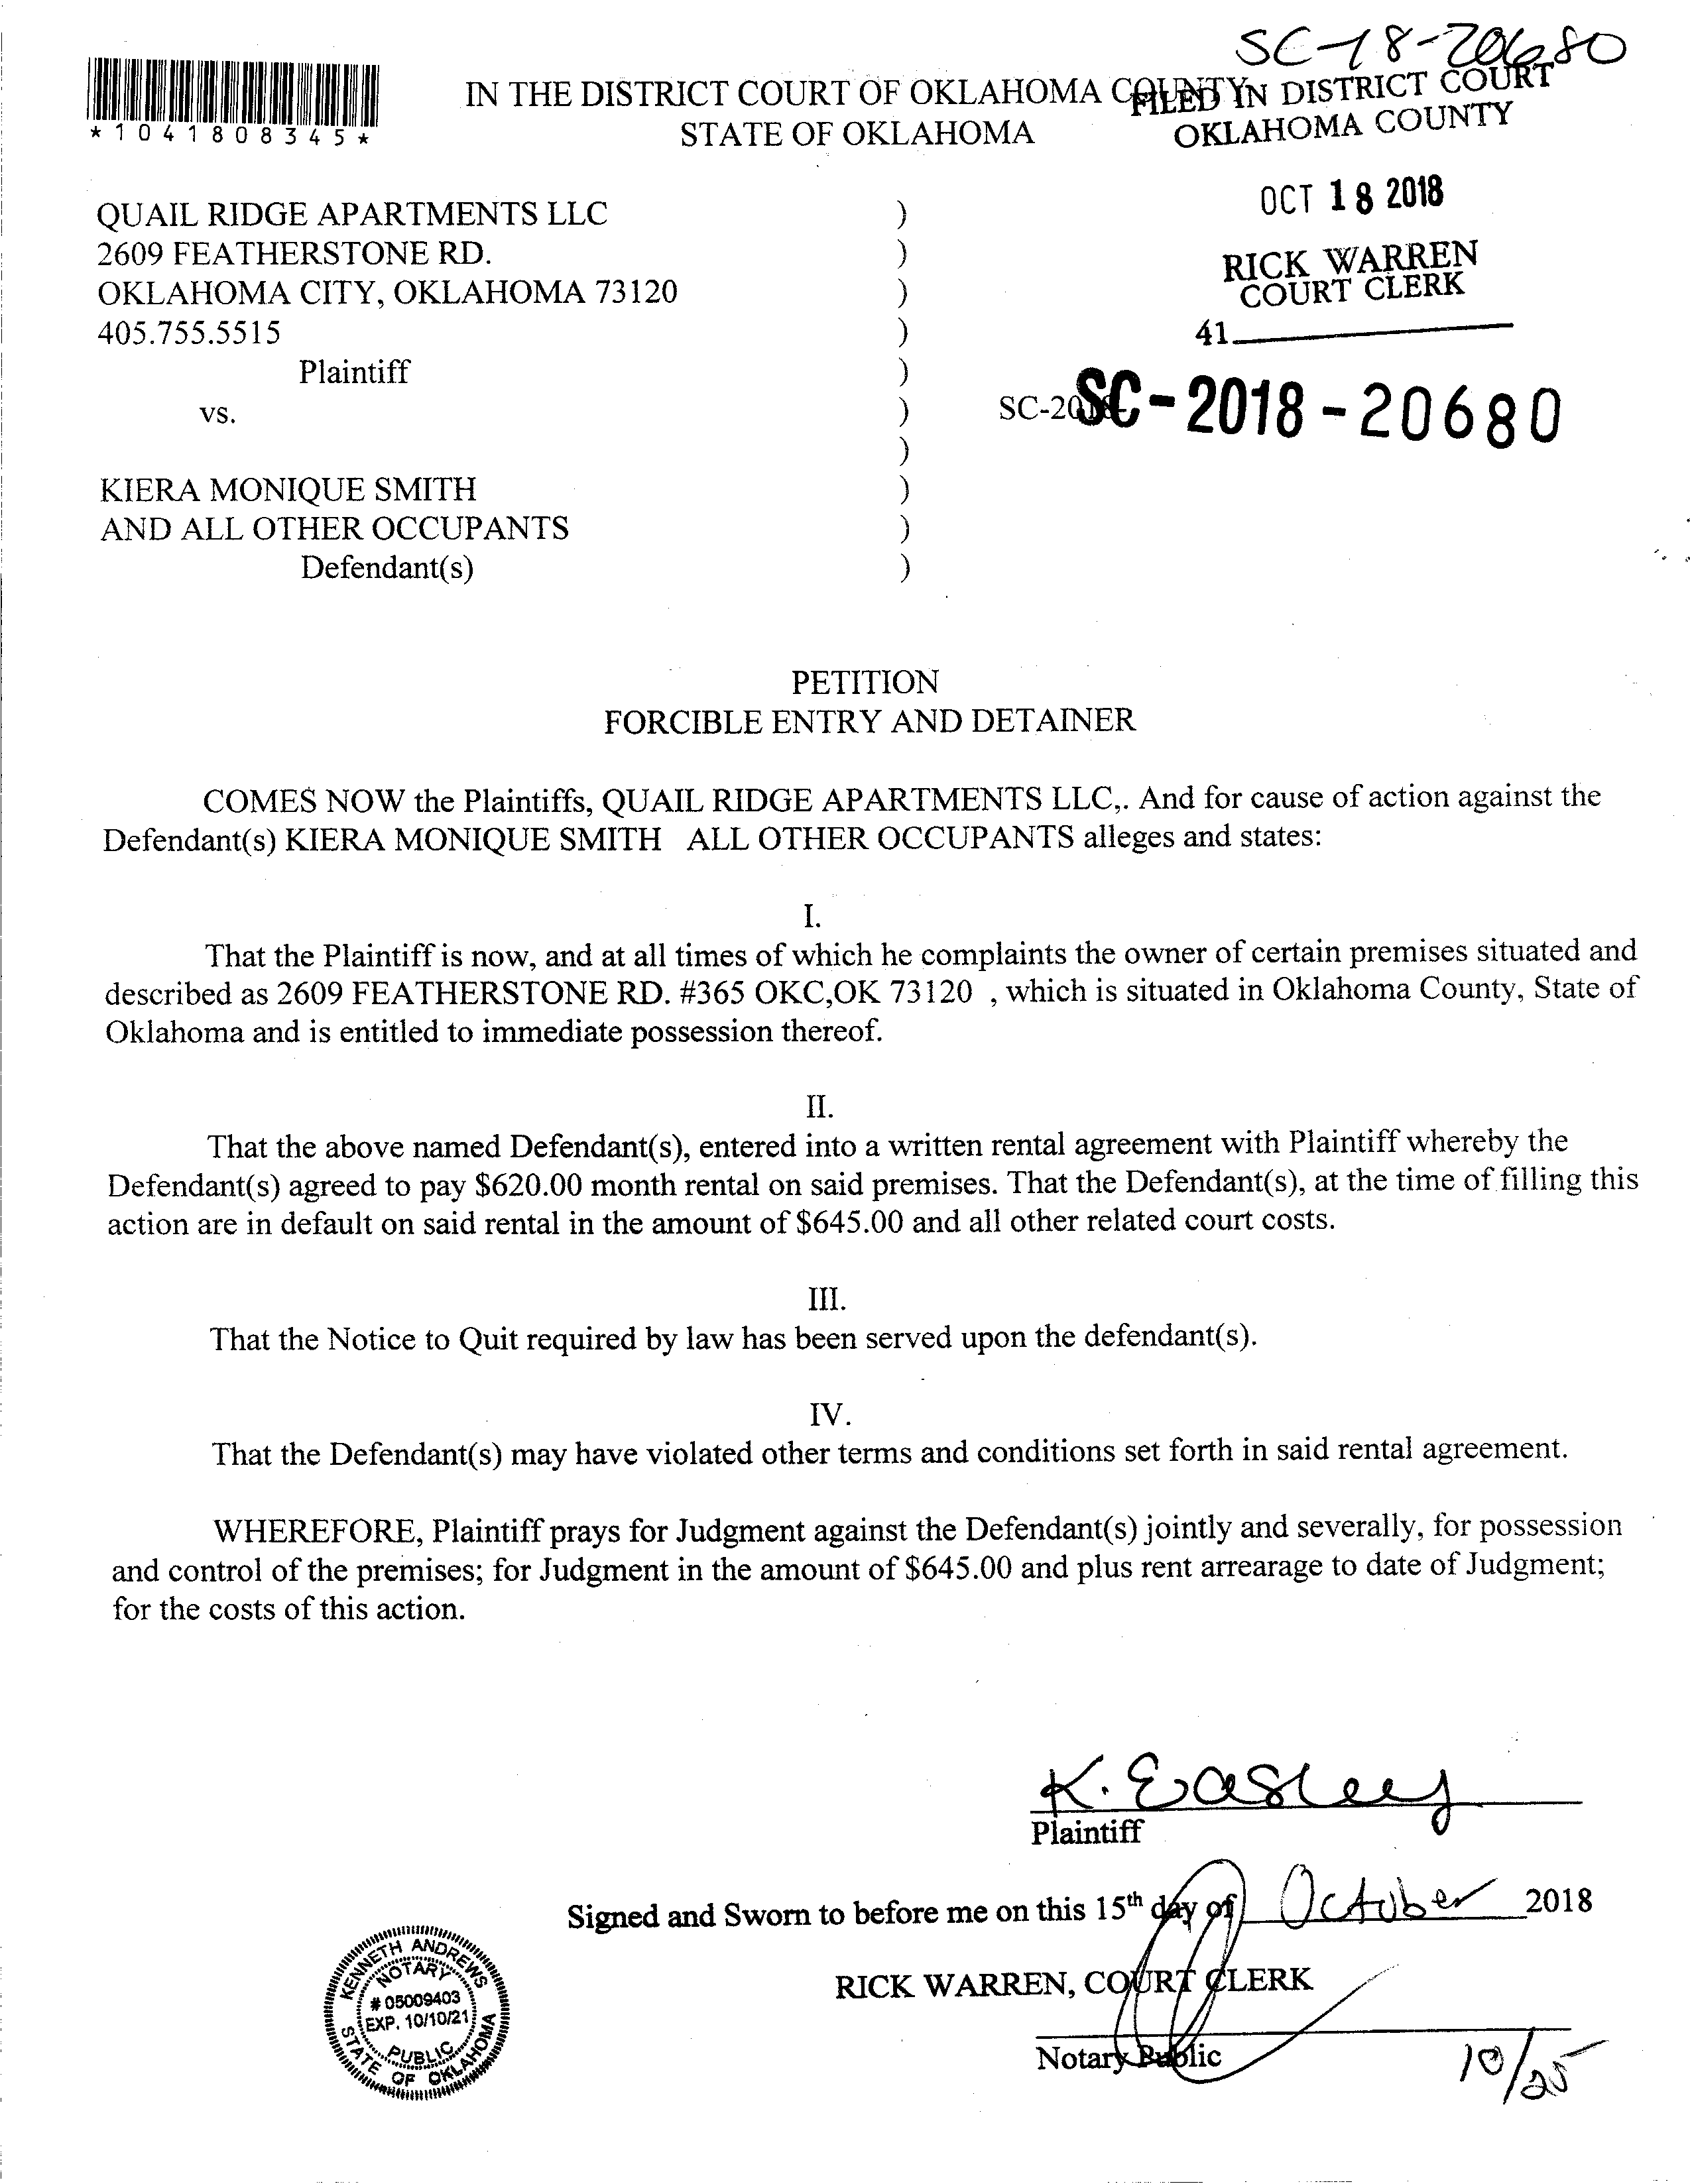 SC-18-20680
*1041808345*
IN THE DISTRICT COURT OF OKLAHOMA COUNTY
STATE OF OKLAHOMA
FILED IN DISTRICT COURT
OKLAHOMA COUNTY
OCT 18 2018
RICK WARREN
COURT CLERK
41
QUAIL RIDGE APARTMENTS LLC )
2609 FEATHERSTONE RD. )
OKLAHOMA CITY, OKLAHOMA 73120 )
405.755.5515 )
Plaintiff )
vs. ) SC-2018- SC-2018-20680
)
KIERA MONIQUE SMITH )
AND ALL OTHER OCCUPANTS )
Defendant(s) )
PETITION
FORCIBLE ENTRY AND DETAINER
COMES NOW the Plaintiffs, QUAIL RIDGE APARTMENTS LLC,. And for cause of action against the
Defendant(s) KIERA MONIQUE SMITH ALL OTHER OCCUPANTS alleges and states:
I.
That the Plaintiff is now, and at all times of which he complaints the owner of certain premises situated and
described as 2609 FEATHERSTONE RD. #365 OKC,OK 73120 , which is situated in Oklahoma County, State of
Oklahoma and is entitled to immediate possession thereof.
II.
That the above named Defendant(s), entered into a written rental agreement with Plaintiff whereby the
Defendant(s) agreed to pay $620.00 month rental on said premises. That the Defendant(s), at the time of filling this
action are in default on said rental in the amount of $645.00 and all other related court costs.
III.
That the Notice to Quit required by law has been served upon the defendant(s).
IV.
That the Defendant(s) may have violated other terms and conditions set forth in said rental agreement.
WHEREFORE, Plaintiff prays for Judgment against the Defendant(s) jointly and severally, for possession
and control of the premises; for Judgment in the amount of $645.00 and plus rent arrearage to date of Judgment;
for the costs of this action.
K. Easley
Plaintiff
Signed and Sworn to before me on this 15th day of October 2018
RICK WARREN, COURT CLERK
Notary Public
10/25
KENNETH ANDREWS
NOTARY
# 05009403
EXP. 10/10/21
PUBLIC
STATE OF OKLAHOMA